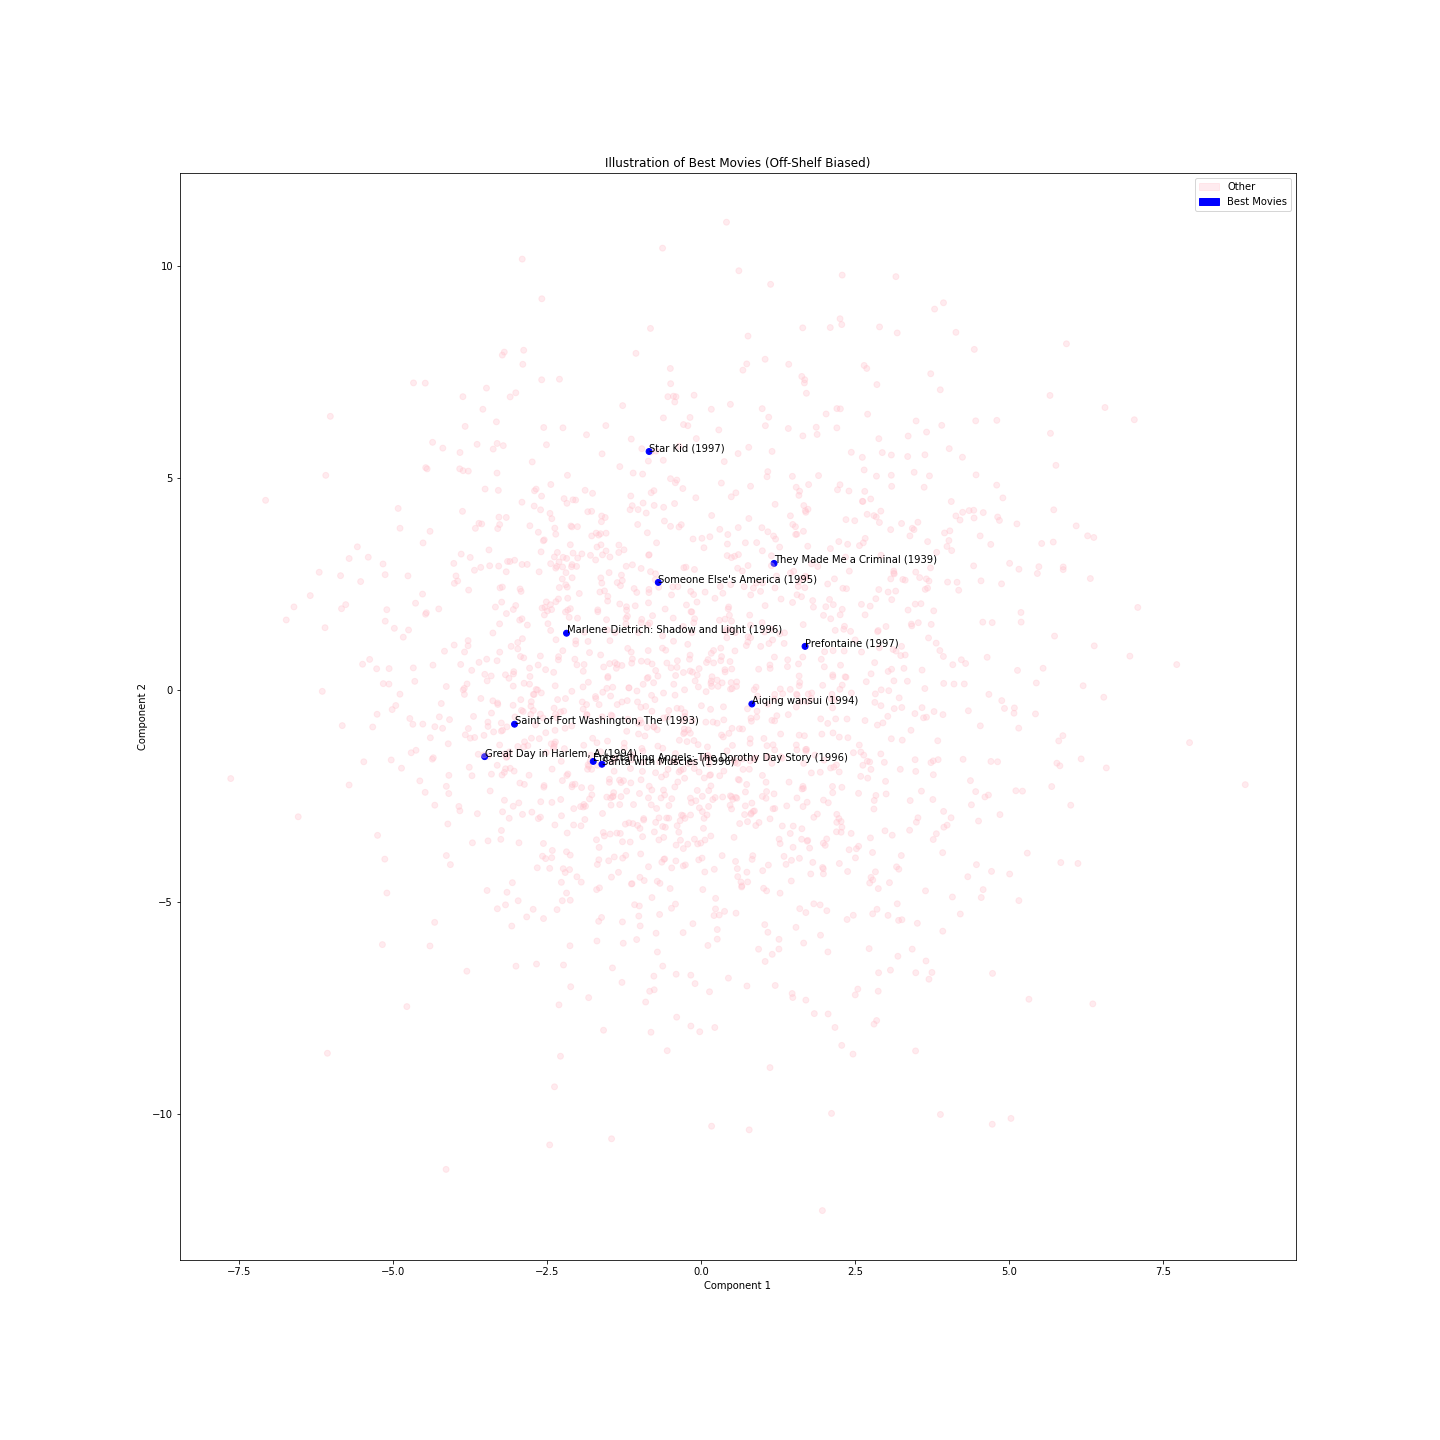 Illustration of Best Movies (Off-Shelf Biased)
Other
Best Movies
10
5
0
−5
−10
Component 2
Star Kid (1997)
They Made Me a Criminal (1939)
Someone Else's America (1995)
Marlene Dietrich: Shadow and Light (1996)
Prefontaine (1997)
Aiqing wansui (1994)
Saint of Fort Washington, The (1993)
Great Day in Harlem, A (1994)
Entertaining Angels: The Dorothy Day Story (1996)
Santa with Muscles (1996)
−7.5
−5.0
−2.5
0.0
2.5
5.0
7.5
Component 1